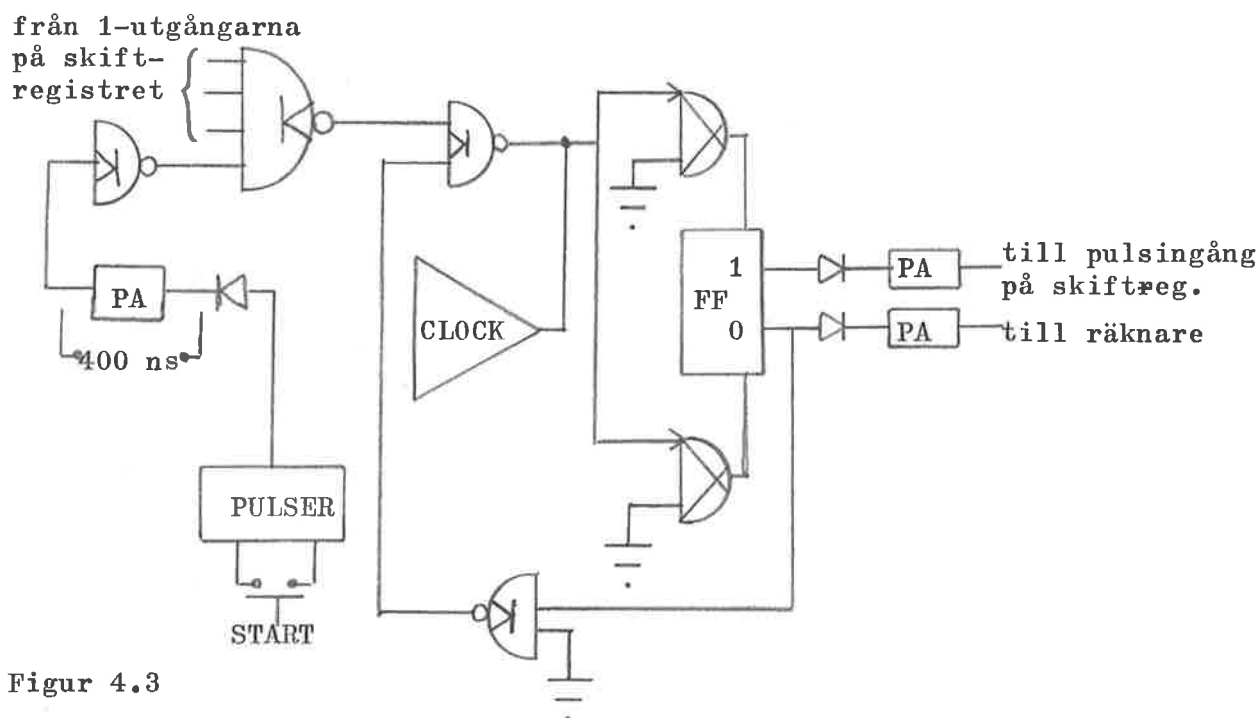 från 1-utgångarna
på skift-
registret
PA
400 ns
PULSER
START
CLOCK
1
FF
0
PA
till pulsingång
på skiftreg.
PA
till räknare
Figur 4.3